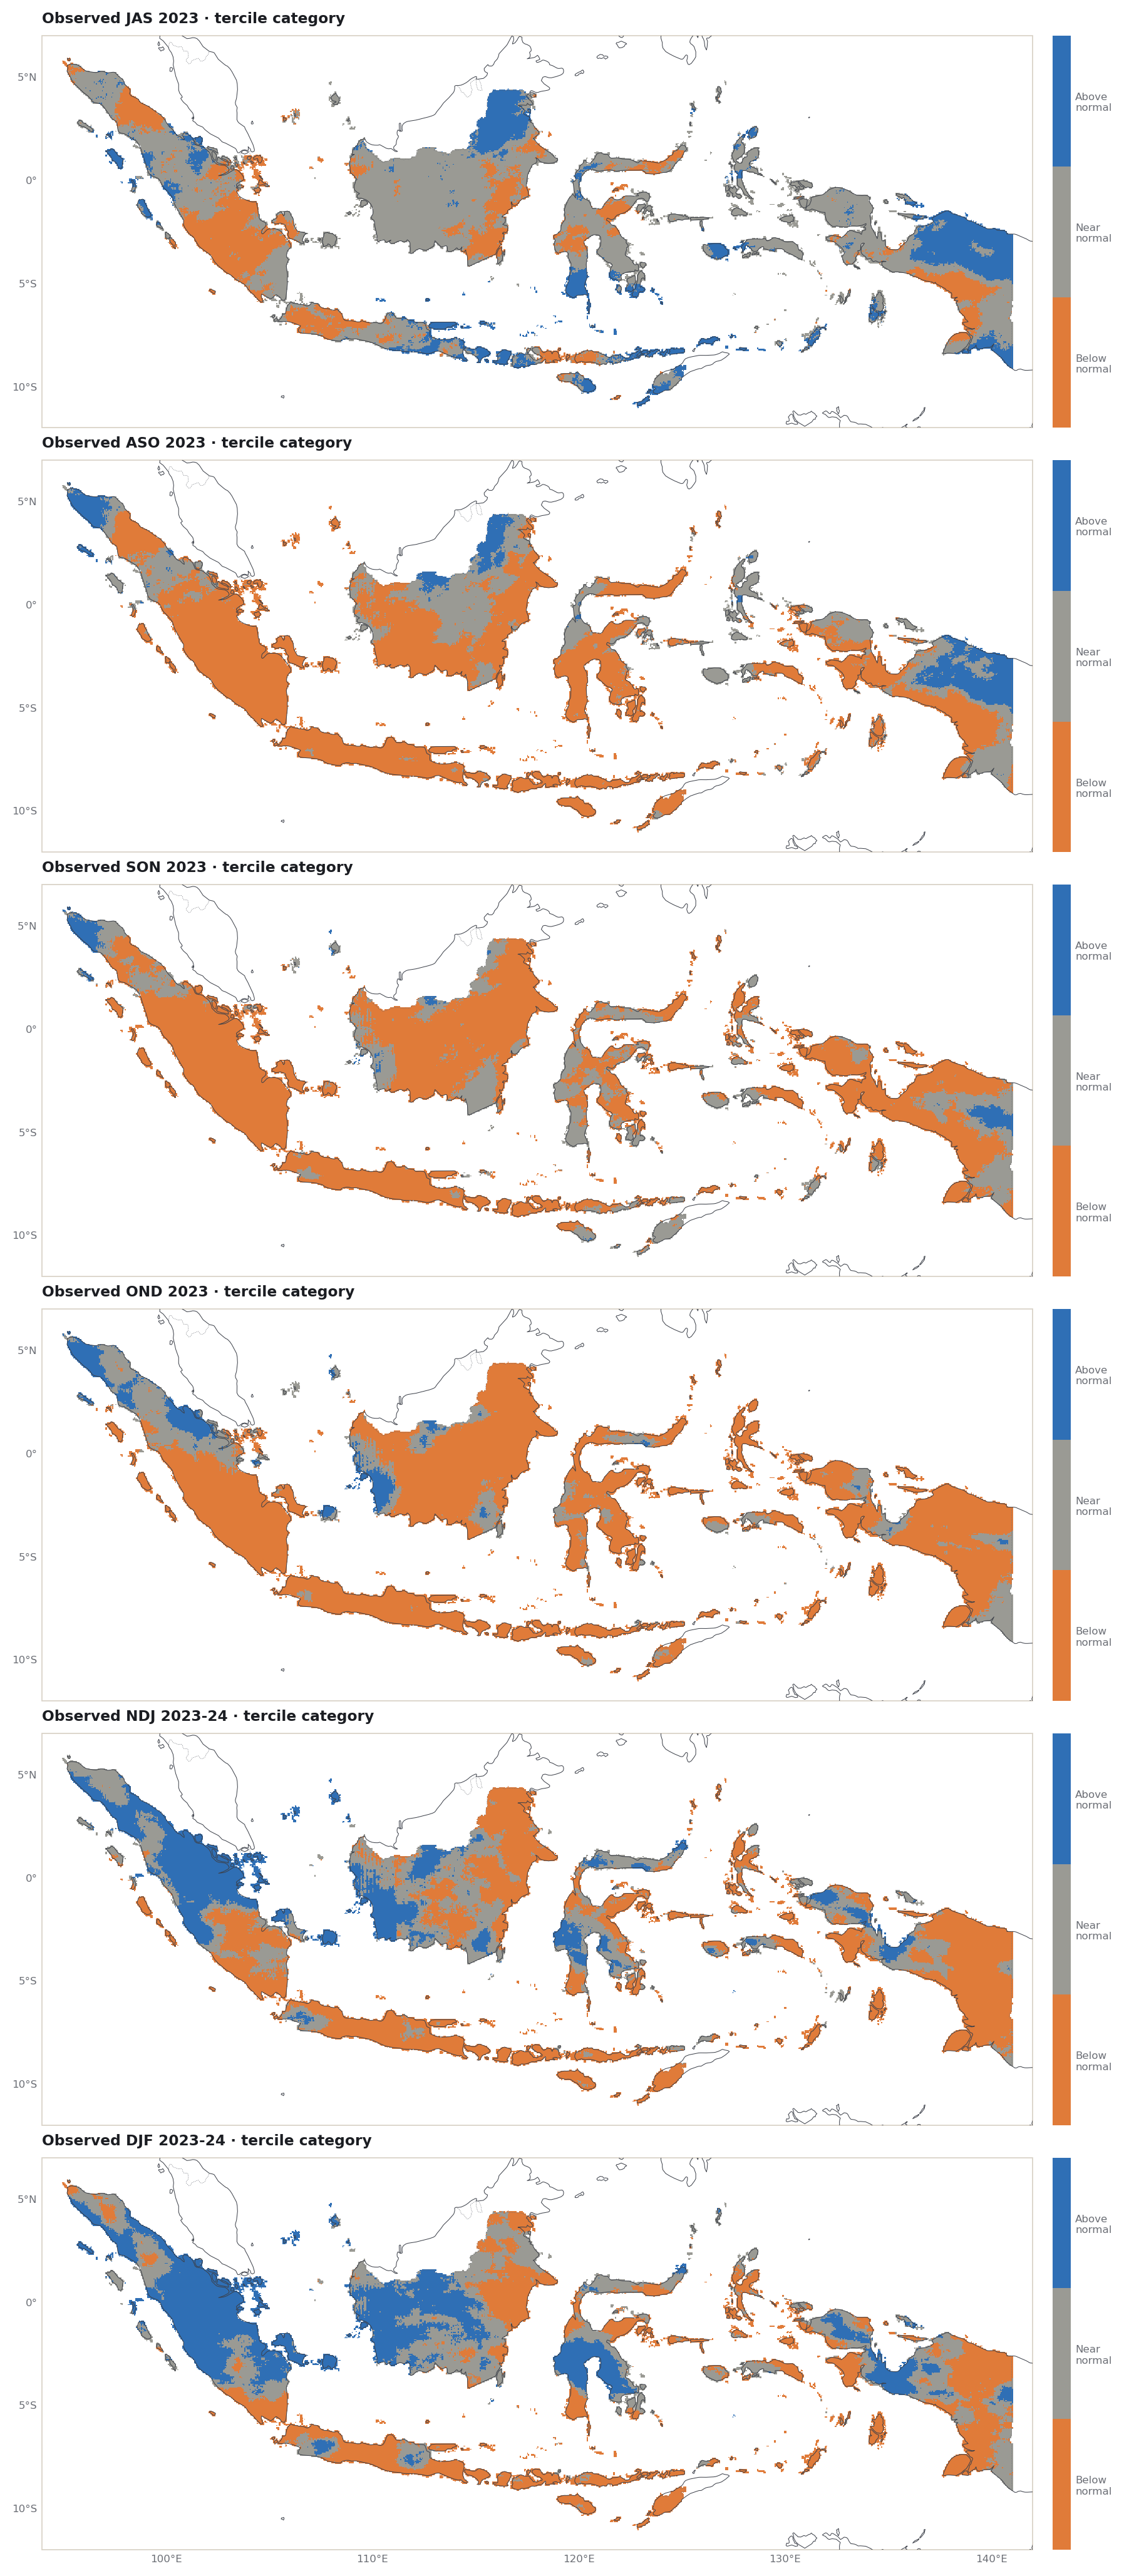 Observed JAS 2023 · tercile category
5°N
0°
5°S
10°S
Above
normal
Near
normal
Below
normal
Observed ASO 2023 · tercile category
5°N
0°
5°S
10°S
Above
normal
Near
normal
Below
normal
Observed SON 2023 · tercile category
5°N
0°
5°S
10°S
Above
normal
Near
normal
Below
normal
Observed OND 2023 · tercile category
5°N
0°
5°S
10°S
Above
normal
Near
normal
Below
normal
Observed NDJ 2023-24 · tercile category
5°N
0°
5°S
10°S
Above
normal
Near
normal
Below
normal
Observed DJF 2023-24 · tercile category
5°N
0°
5°S
10°S
Above
normal
Near
normal
Below
normal
100°E
110°E
120°E
130°E
140°E